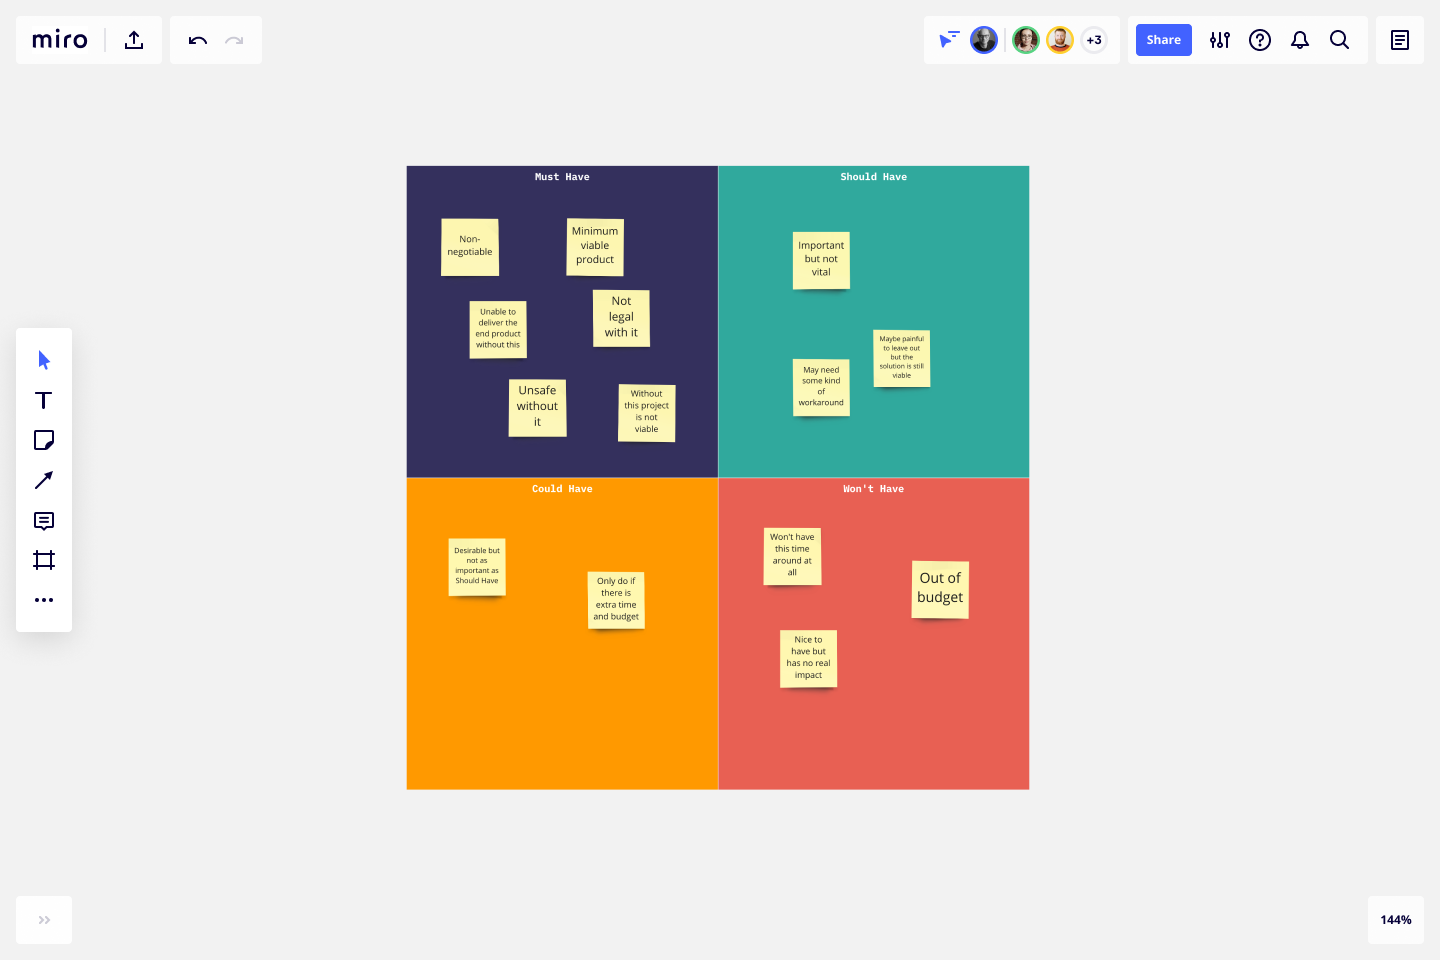 miro
+3
Share
Must Have
Non-
negotiable
Minimum
viable
product
Unable to
deliver the
end product
without this
Not
legal
with it
Unsafe
without
it
Without
this project
is not
viable
Should Have
Important
but not
vital
Maybe painful
to leave out
but the
solution is still
viable
May need
some kind
of
workaround
Could Have
Desirable but
not as
important as
Should Have
Only do if
there is
extra time
and budget
Won't Have
Won't have
this time
around at
all
Out of
budget
Nice to
have but
has no real
impact
144%